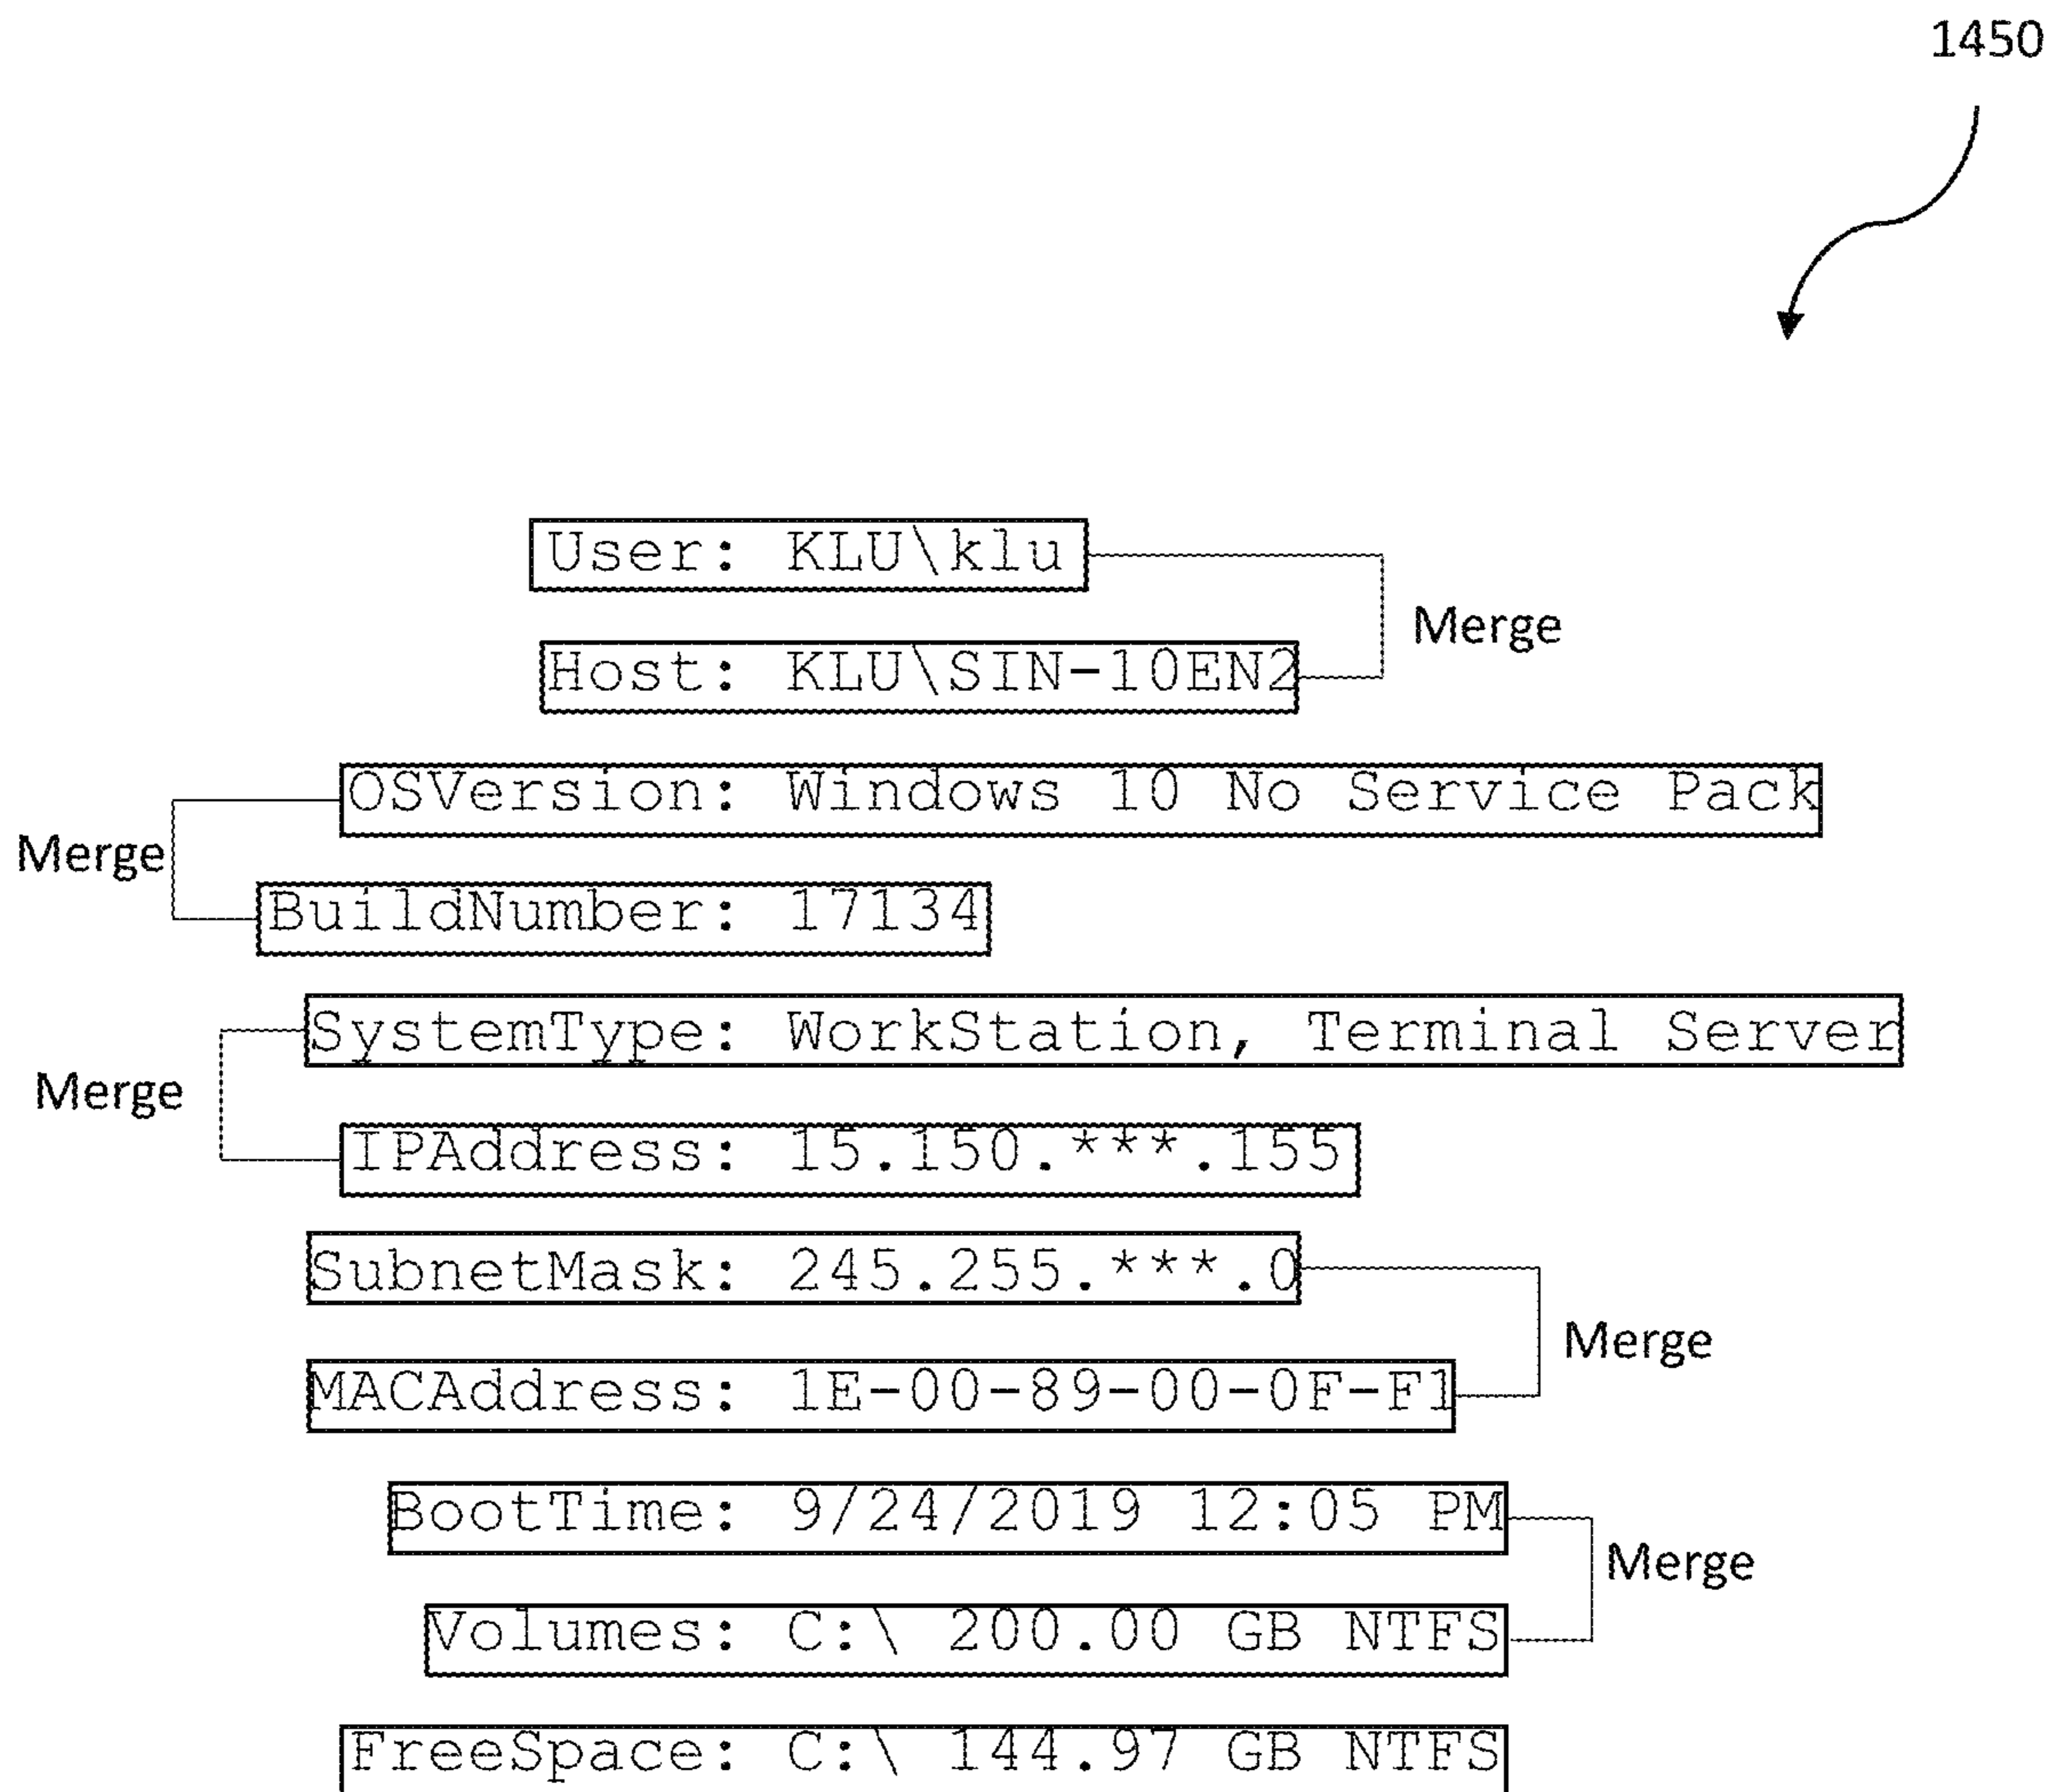 1450
User: KLU\klu
Merge
Host: KLU\SIN-10EN2
OSVersion: Windows 10 No Service Pack
Merge
BuildNumber: 17134
SystemType: WorkStation, Terminal Server
Merge
IPAddress: 15.150.***.155
SubnetMask: 245.255.***.0
Merge
MACAddress: 1E-00-89-00-0F-F1
BootTime: 9/24/2019 12:05 PM
Merge
Volumes: C:\ 200.00 GB NTFS
FreeSpace: C:\ 144.97 GB NTFS